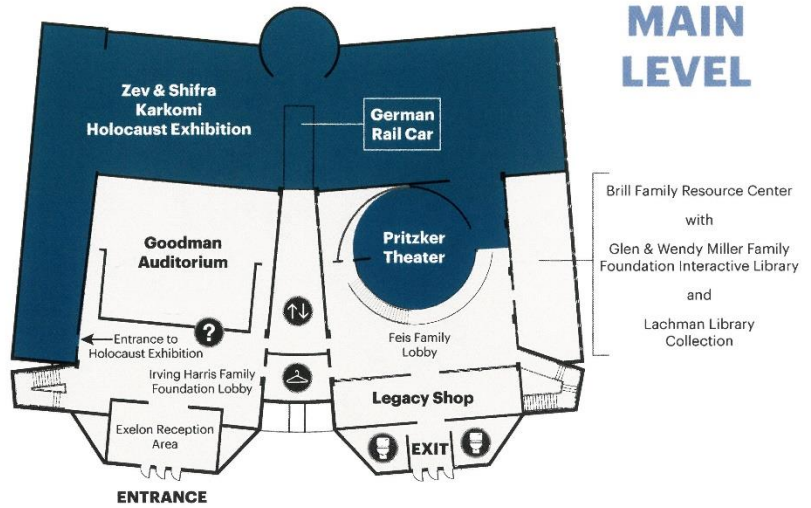 MAIN
LEVEL
Zev & Shifra
Karkomi
Holocaust Exhibition
German
Rail Car
Brill Family Resource Center
with
Glen & Wendy Miller Family
Foundation Interactive Library
and
Lachman Library
Collection
Goodman
Auditorium
Pritzker
Theater
?
Entrance to
Holocaust Exhibition
Feis Family
Lobby
Irving Harris Family
Foundation Lobby
Legacy Shop
Exelon Reception
Area
EXIT
ENTRANCE